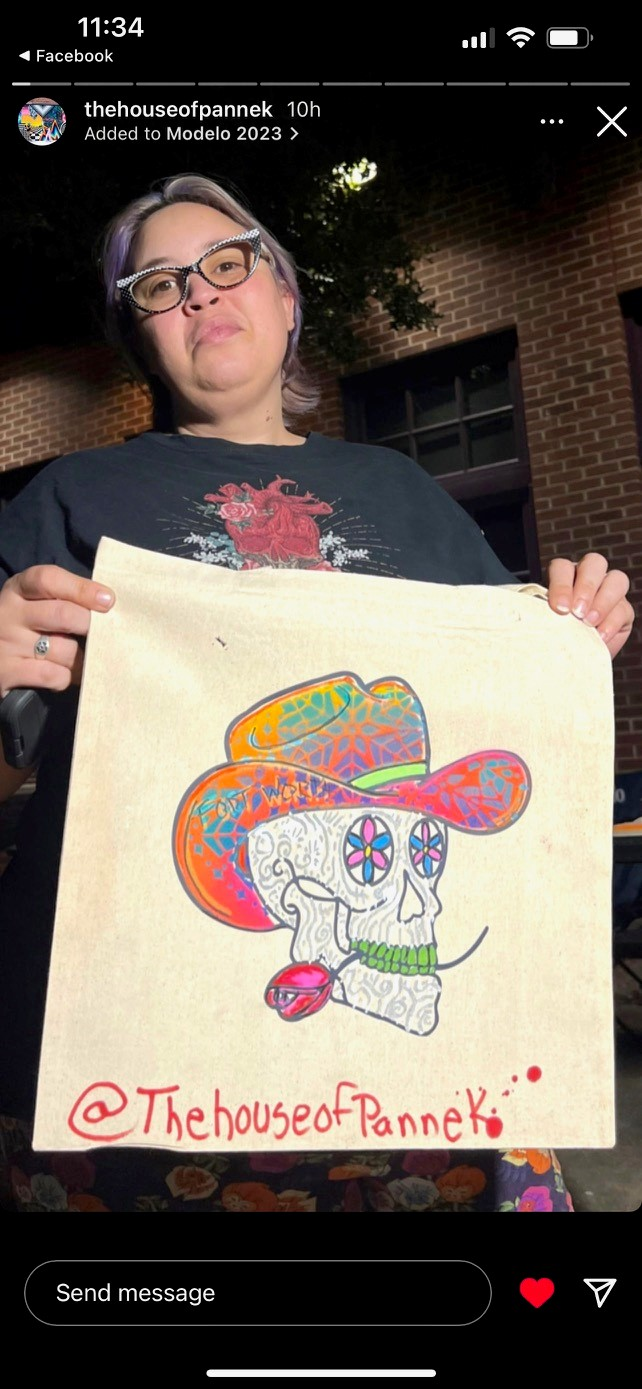 11:34
◄ Facebook
thehouseofpannek 10h
Added to Modelo 2023 >
FORT WORTH
@ThehouseofPanneK
Send message